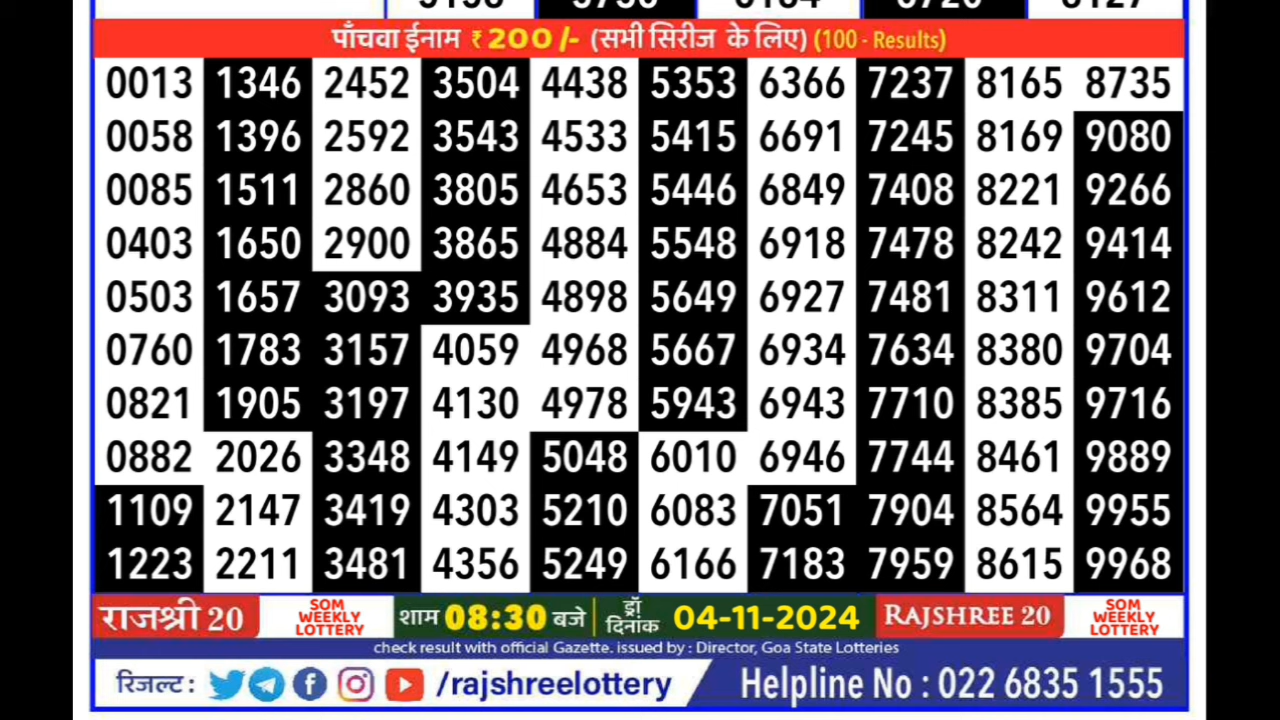 पाँचवा ईनाम ₹ 200/- (सभी सिरीज के लिए) (100 - Results)
0013 1346 2452 3504 4438 5353 6366 7237 8165 8735
0058 1396 2592 3543 4533 5415 6691 7245 8169 9080
0085 1511 2860 3805 4653 5446 6849 7408 8221 9266
0403 1650 2900 3865 4884 5548 6918 7478 8242 9414
0503 1657 3093 3935 4898 5649 6927 7481 8311 9612
0760 1783 3157 4059 4968 5667 6934 7634 8380 9704
0821 1905 3197 4130 4978 5943 6943 7710 8385 9716
0882 2026 3348 4149 5048 6010 6946 7744 8461 9889
1109 2147 3419 4303 5210 6083 7051 7904 8564 9955
1223 2211 3481 4356 5249 6166 7183 7959 8615 9968
राजश्री 20 SOM WEEKLY LOTTERY शाम 08:30 बजे ड्रॉ दिनांक 04-11-2024 RAJSHREE 20 SOM WEEKLY LOTTERY
check result with official Gazette. issued by : Director, Goa State Lotteries
रिजल्ट : /rajshreelottery Helpline No : 022 6835 1555